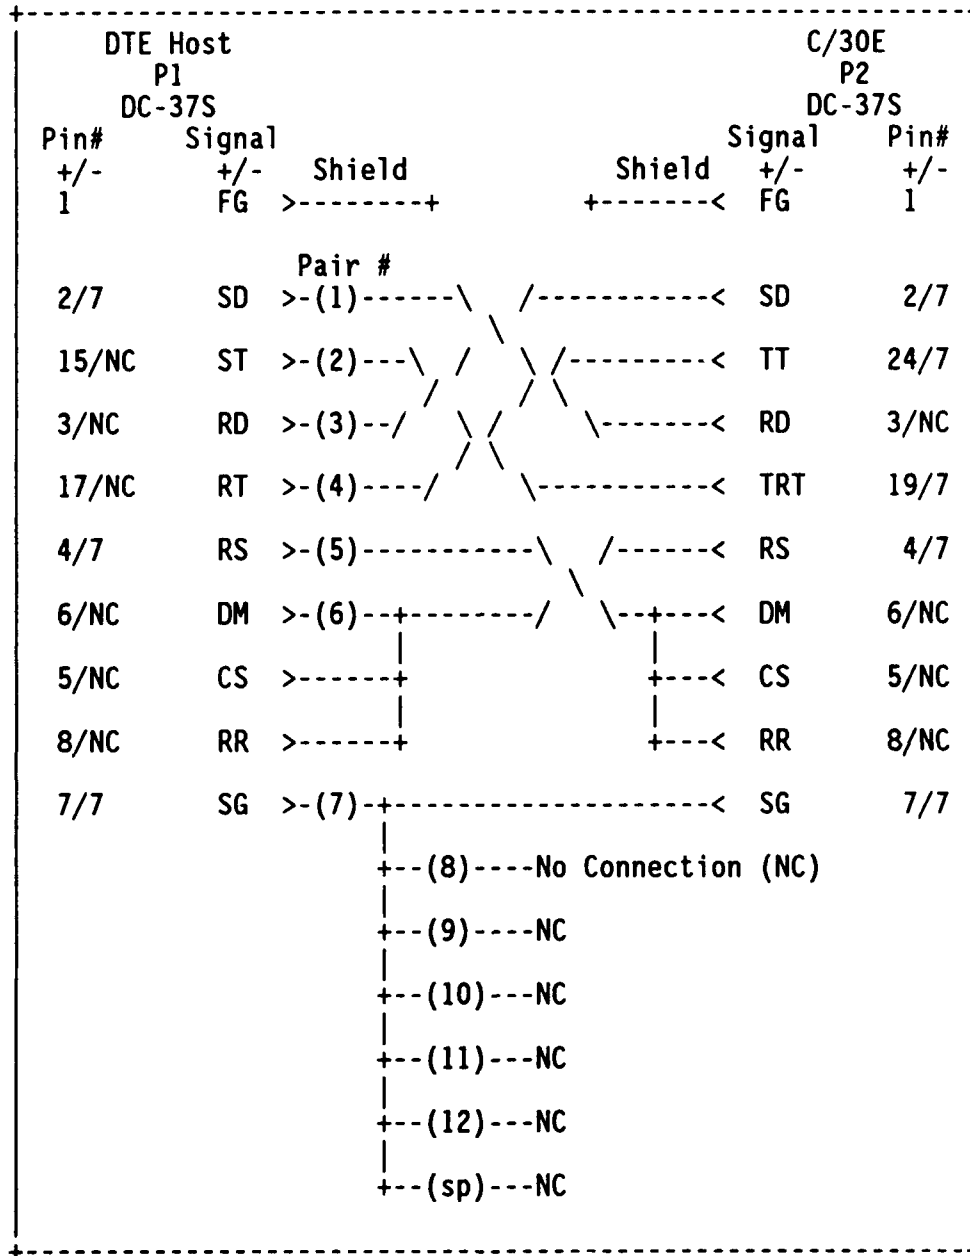 DTE Host C/30E
P1 P2
DC-37S DC-37S
Pin# Signal Signal Pin#
+/- +/- Shield Shield +/- +/-
1 FG >--------+ +-------< FG 1
Pair #
2/7 SD >-(1)------\ /-----------< SD 2/7
\
15/NC ST >-(2)---\ / \ /---------< TT 24/7
/ / \
3/NC RD >-(3)--/ \ / \-------< RD 3/NC
/ \
17/NC RT >-(4)----/ \-----------< TRT 19/7
4/7 RS >-(5)-----------\ /------< RS 4/7
\
6/NC DM >-(6)--+--------/ \--+---< DM 6/NC
| |
5/NC CS >------+ +---< CS 5/NC
| |
8/NC RR >------+ +---< RR 8/NC
7/7 SG >-(7)-+--------------------< SG 7/7
|
+--(8)----No Connection (NC)
|
+--(9)----NC
|
+--(10)---NC
|
+--(11)---NC
|
+--(12)---NC
|
+--(sp)---NC